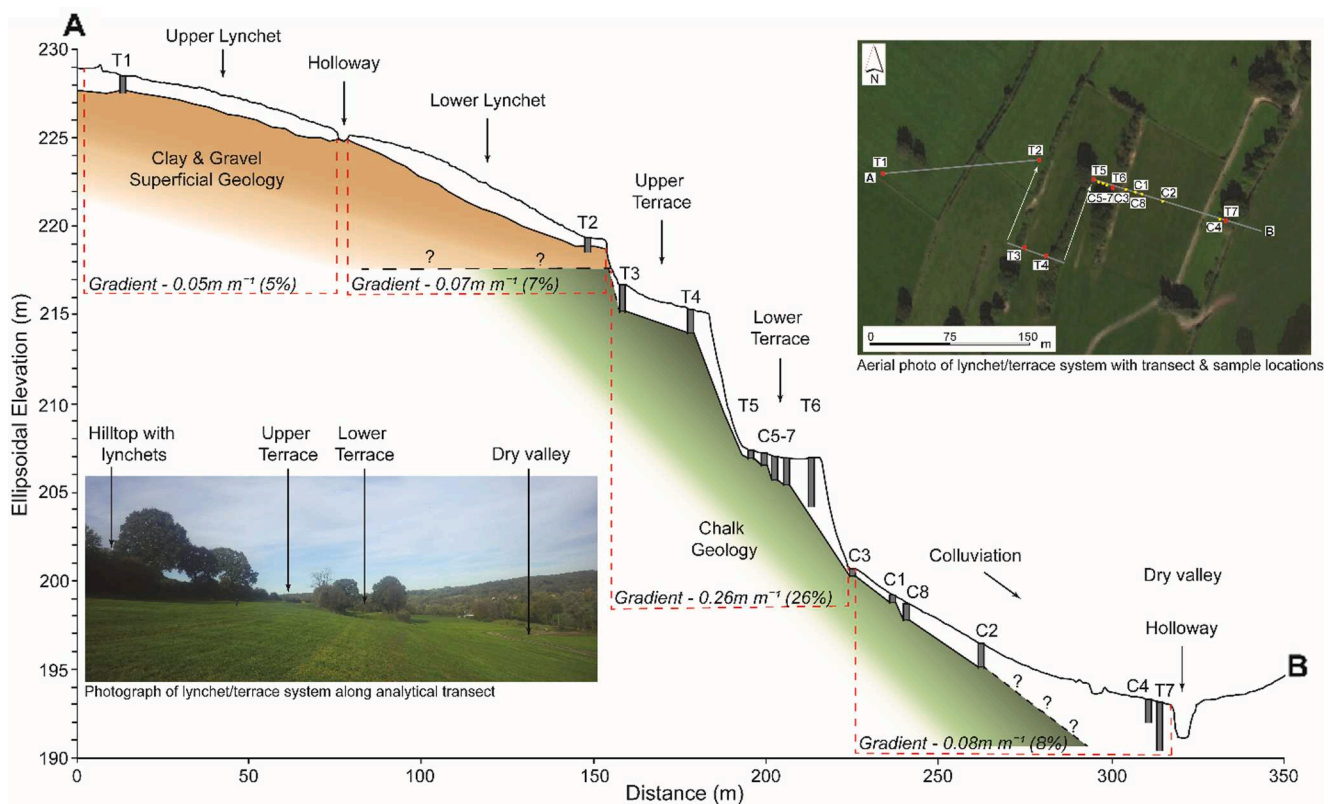 A
Upper Lynchet
Holloway
Lower Lynchet
T1
T2
Upper
Terrace
T3
T4
Lower
Terrace
T5
C5-7
T6
Clay & Gravel
Superficial Geology
?
?
Gradient - 0.05m m⁻¹ (5%)
Gradient - 0.07m m⁻¹ (7%)
Chalk
Geology
Gradient - 0.26m m⁻¹ (26%)
C3
C1
C8
C2
Colluviation
Dry valley
Holloway
C4
T7
B
?
?
?
Gradient - 0.08m m⁻¹ (8%)
N
T1
A
T2
T5
T6
C1
C2
C5-7
C3
C8
T7
C4
B
T3
T4
0
75
150
m
Aerial photo of lynchet/terrace system with transect & sample locations
Hilltop with
lynchets
Upper
Terrace
Lower
Terrace
Dry valley
Photograph of lynchet/terrace system along analytical transect
Ellipsoidal Elevation (m)
230
225
220
215
210
205
200
195
190
0
50
100
150
200
250
300
350
Distance (m)